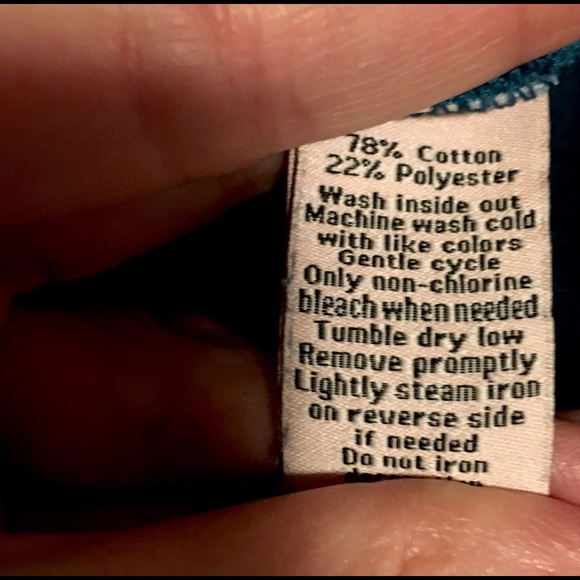 78% Cotton
22% Polyester
Wash inside out
Machine wash cold
with like colors
Gentle cycle
Only non-chlorine
bleach when needed
Tumble dry low
Remove promptly
Lightly steam iron
on reverse side
if needed
Do not iron